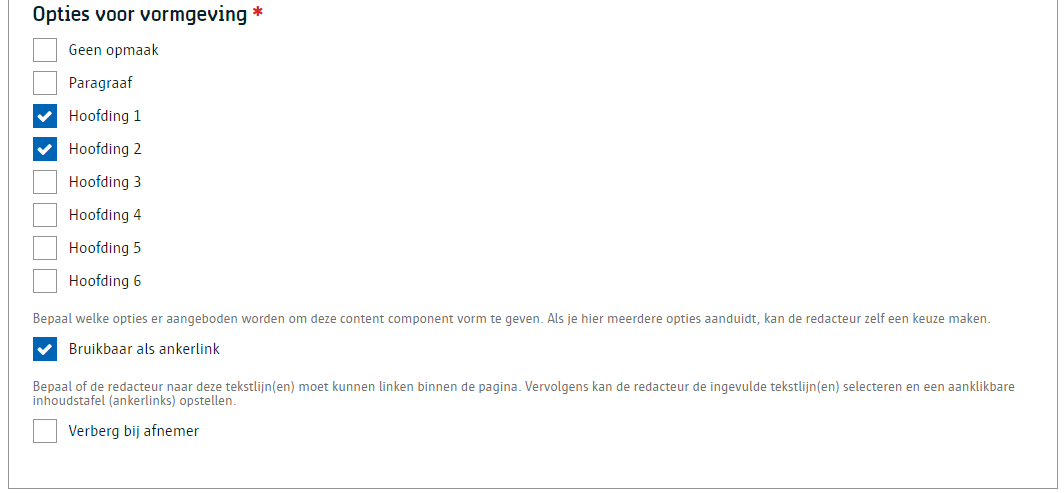 Opties voor vormgeving *
Geen opmaak
Paragraaf
Hoofding 1
Hoofding 2
Hoofding 3
Hoofding 4
Hoofding 5
Hoofding 6
Bepaal welke opties er aangeboden worden om deze content component vorm te geven. Als je hier meerdere opties aanduidt, kan de redacteur zelf een keuze maken.
Bruikbaar als ankerlink
Bepaal of de redacteur naar deze tekstlijn(en) moet kunnen linken binnen de pagina. Vervolgens kan de redacteur de ingevulde tekstlijn(en) selecteren en een aanklikbare
inhoudstafel (ankerlinks) opstellen.
Verberg bij afnemer